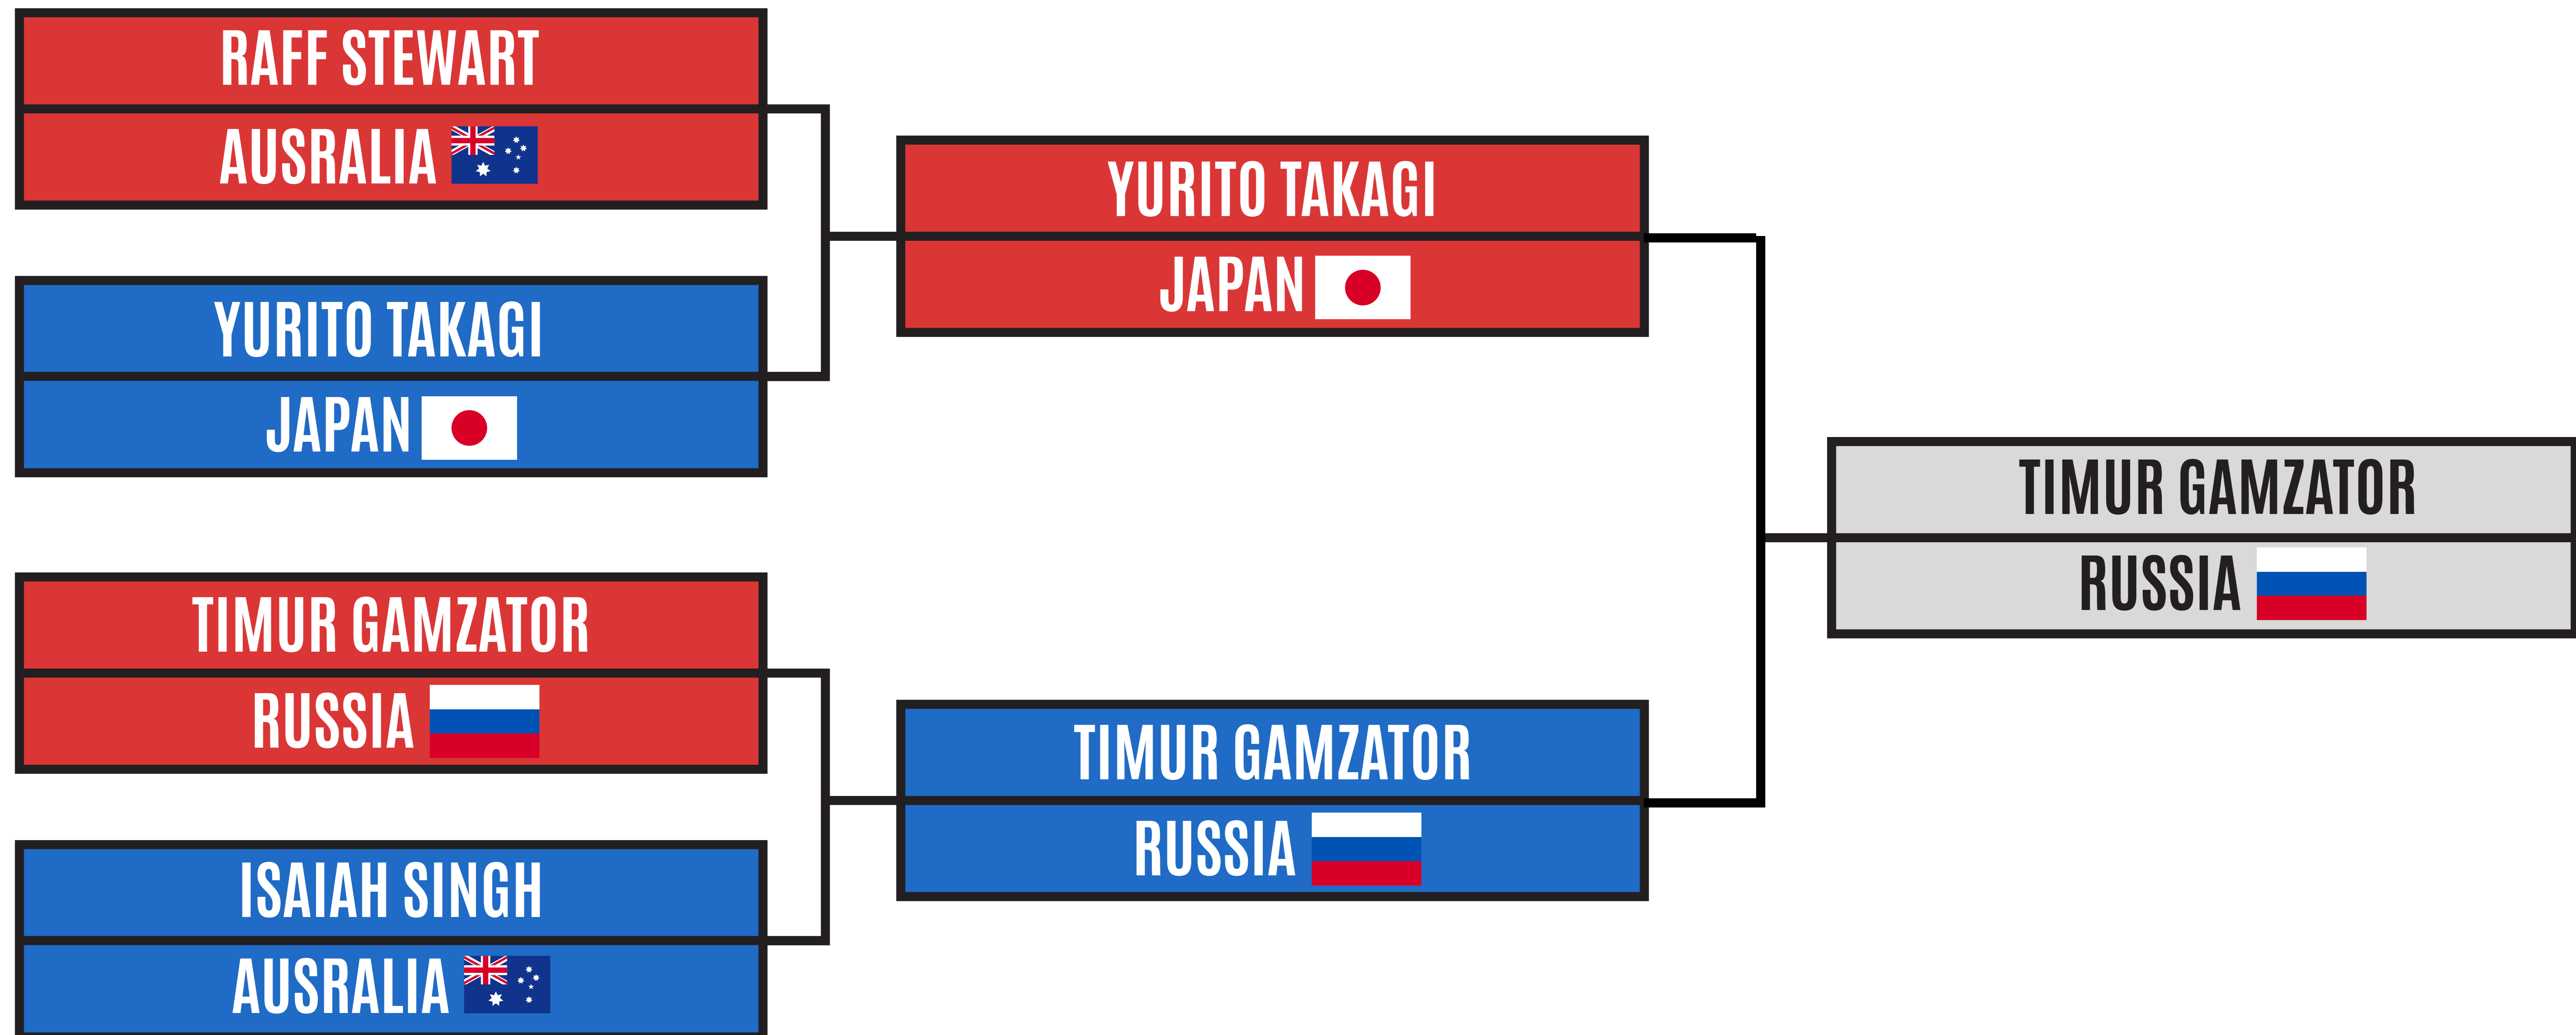 RAFF STEWART
AUSRALIA
YURITO TAKAGI
JAPAN
TIMUR GAMZATOR
RUSSIA
ISAIAH SINGH
AUSRALIA
YURITO TAKAGI
JAPAN
TIMUR GAMZATOR
RUSSIA
TIMUR GAMZATOR
RUSSIA